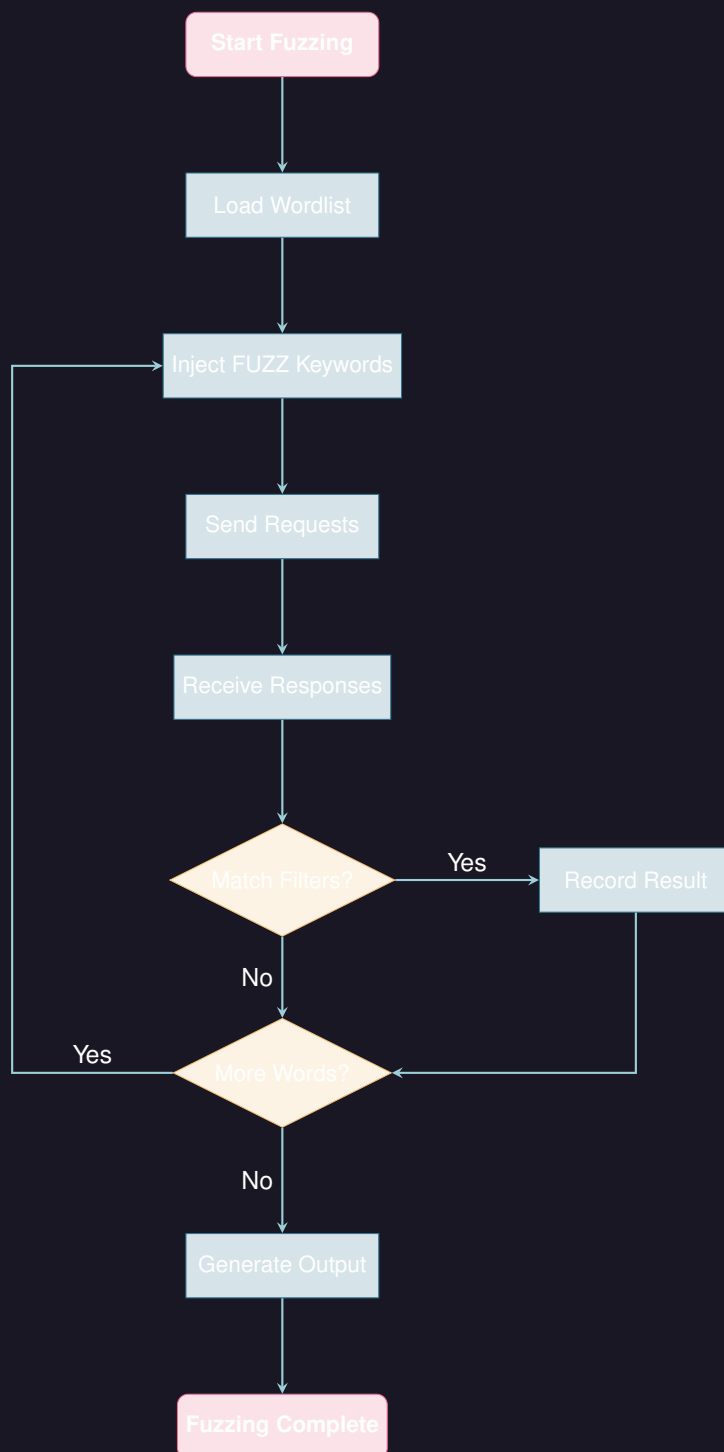 Start Fuzzing
Load Wordlist
Inject FUZZ Keywords
Send Requests
Receive Responses
Match Filters?
Yes
Record Result
No
Yes
More Words?
No
Generate Output
Fuzzing Complete